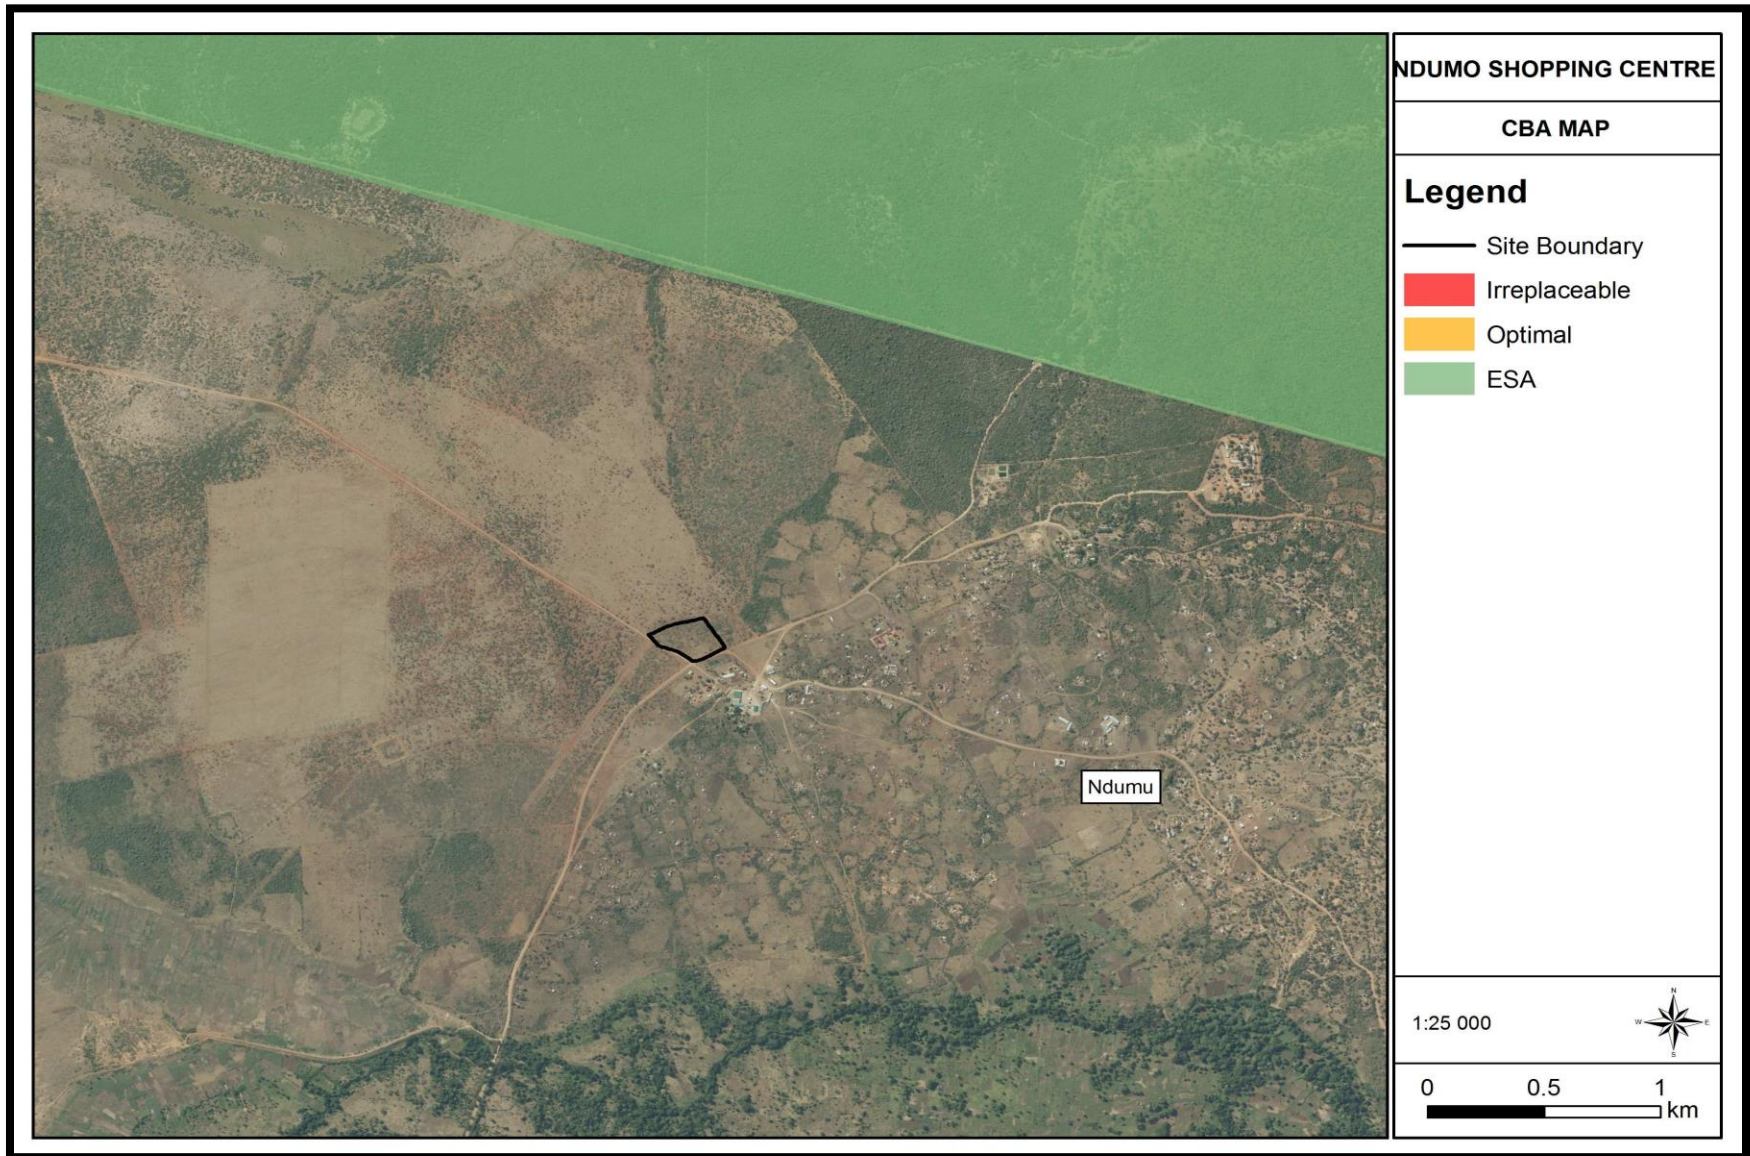 NDUMO SHOPPING CENTRE
CBA MAP
Legend
Site Boundary
Irreplaceable
Optimal
ESA
Ndumu
1:25 000
N
W E
S
0 0.5 1
km